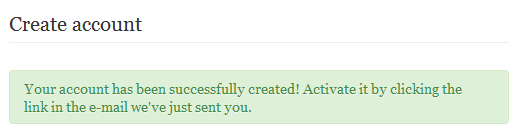 Create account
Your account has been successfully created! Activate it by clicking the
link in the e-mail we've just sent you.